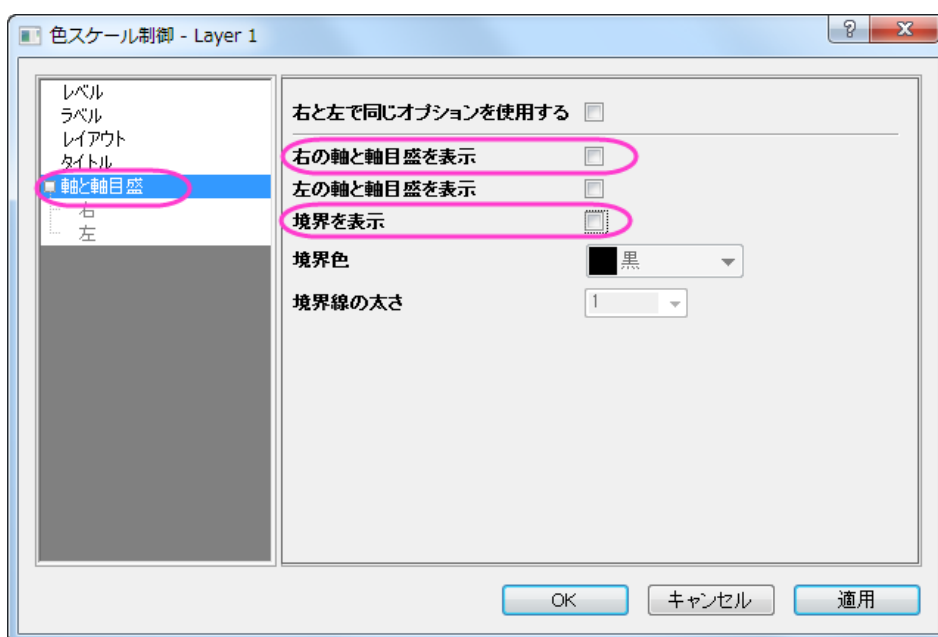 色スケール制御 - Layer 1
レベル
ラベル
レイアウト
タイトル
軸と軸目盛
右
左
右と左で同じオプションを使用する
右の軸と軸目盛を表示
左の軸と軸目盛を表示
境界を表示
境界色
黒
境界線の太さ
1
OK
キャンセル
適用